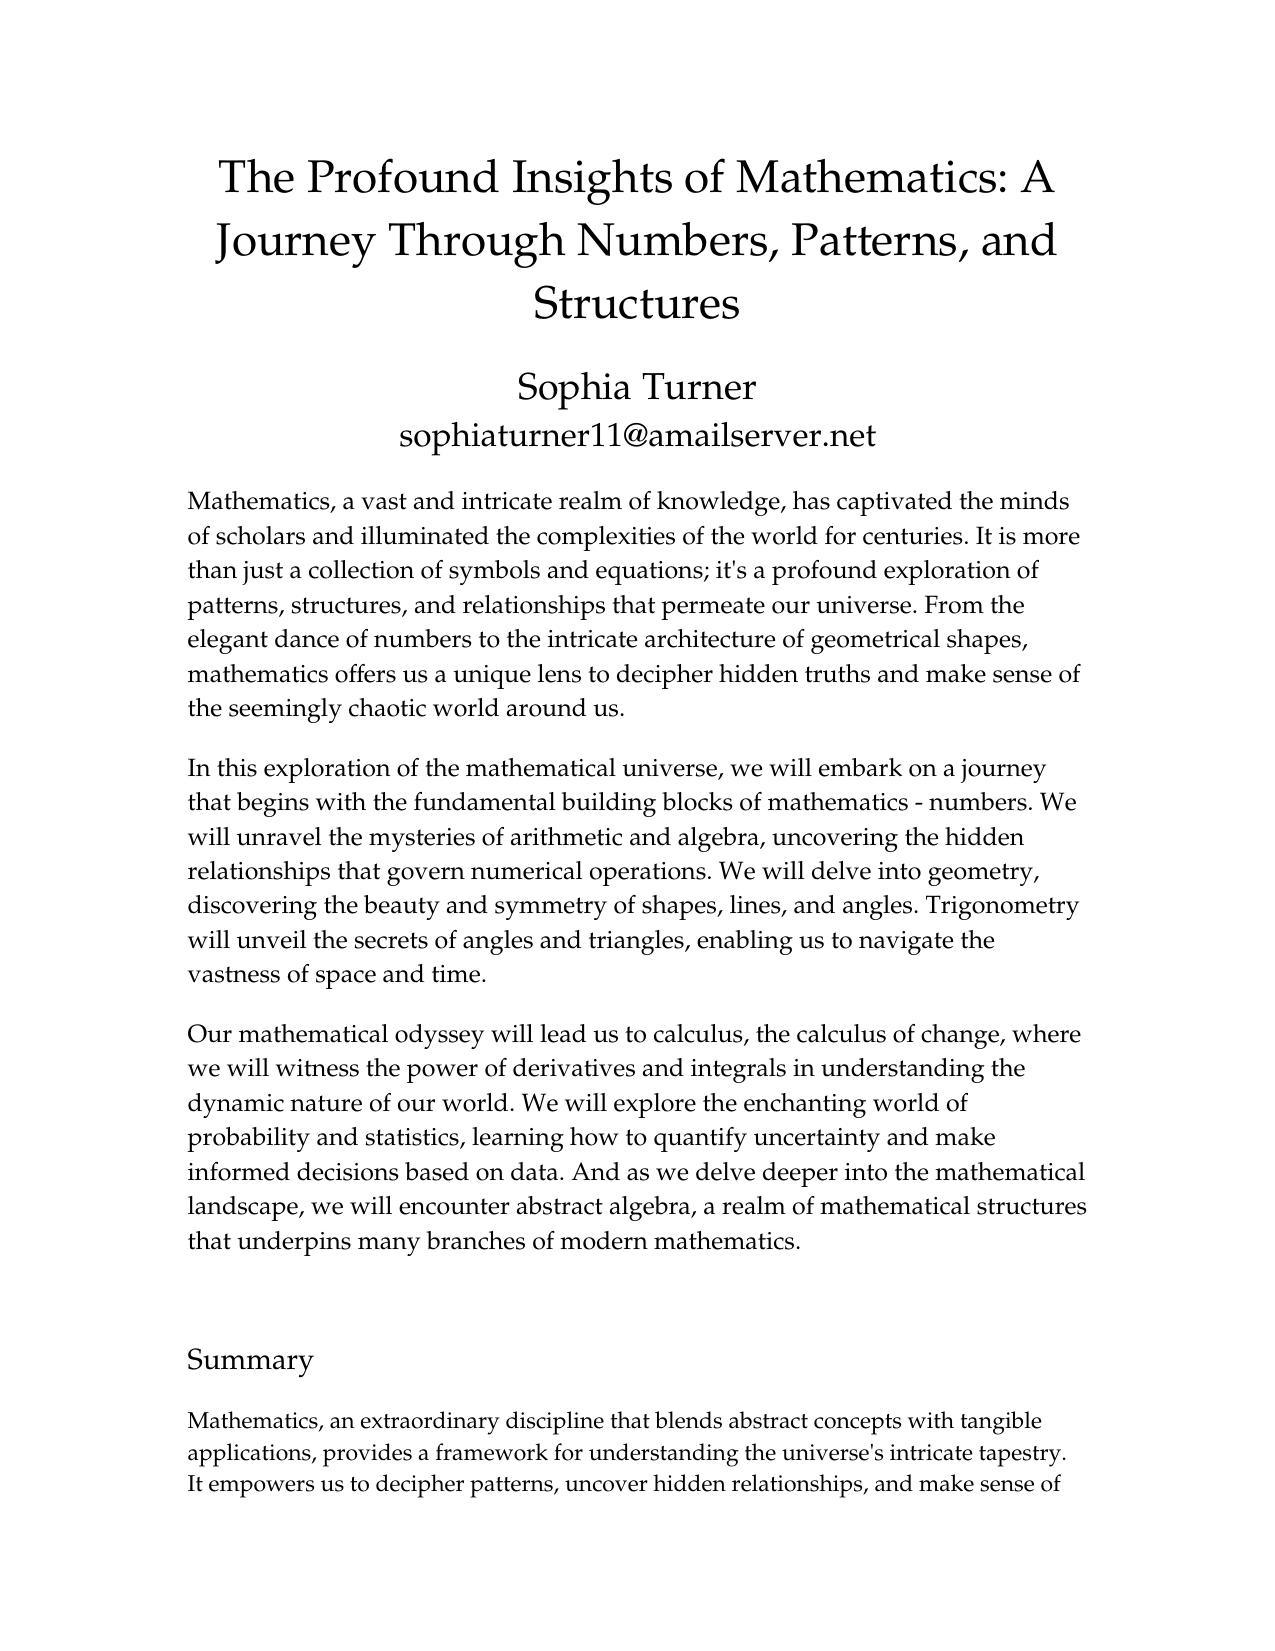 The Profound Insights of Mathematics: A
Journey Through Numbers, Patterns, and
Structures
Sophia Turner
sophiaturner11@amailserver.net
Mathematics, a vast and intricate realm of knowledge, has captivated the minds
of scholars and illuminated the complexities of the world for centuries. It is more
than just a collection of symbols and equations; it's a profound exploration of
patterns, structures, and relationships that permeate our universe. From the
elegant dance of numbers to the intricate architecture of geometrical shapes,
mathematics offers us a unique lens to decipher hidden truths and make sense of
the seemingly chaotic world around us.
In this exploration of the mathematical universe, we will embark on a journey
that begins with the fundamental building blocks of mathematics - numbers. We
will unravel the mysteries of arithmetic and algebra, uncovering the hidden
relationships that govern numerical operations. We will delve into geometry,
discovering the beauty and symmetry of shapes, lines, and angles. Trigonometry
will unveil the secrets of angles and triangles, enabling us to navigate the
vastness of space and time.
Our mathematical odyssey will lead us to calculus, the calculus of change, where
we will witness the power of derivatives and integrals in understanding the
dynamic nature of our world. We will explore the enchanting world of
probability and statistics, learning how to quantify uncertainty and make
informed decisions based on data. And as we delve deeper into the mathematical
landscape, we will encounter abstract algebra, a realm of mathematical structures
that underpins many branches of modern mathematics.
Summary
Mathematics, an extraordinary discipline that blends abstract concepts with tangible
applications, provides a framework for understanding the universe's intricate tapestry.
It empowers us to decipher patterns, uncover hidden relationships, and make sense of